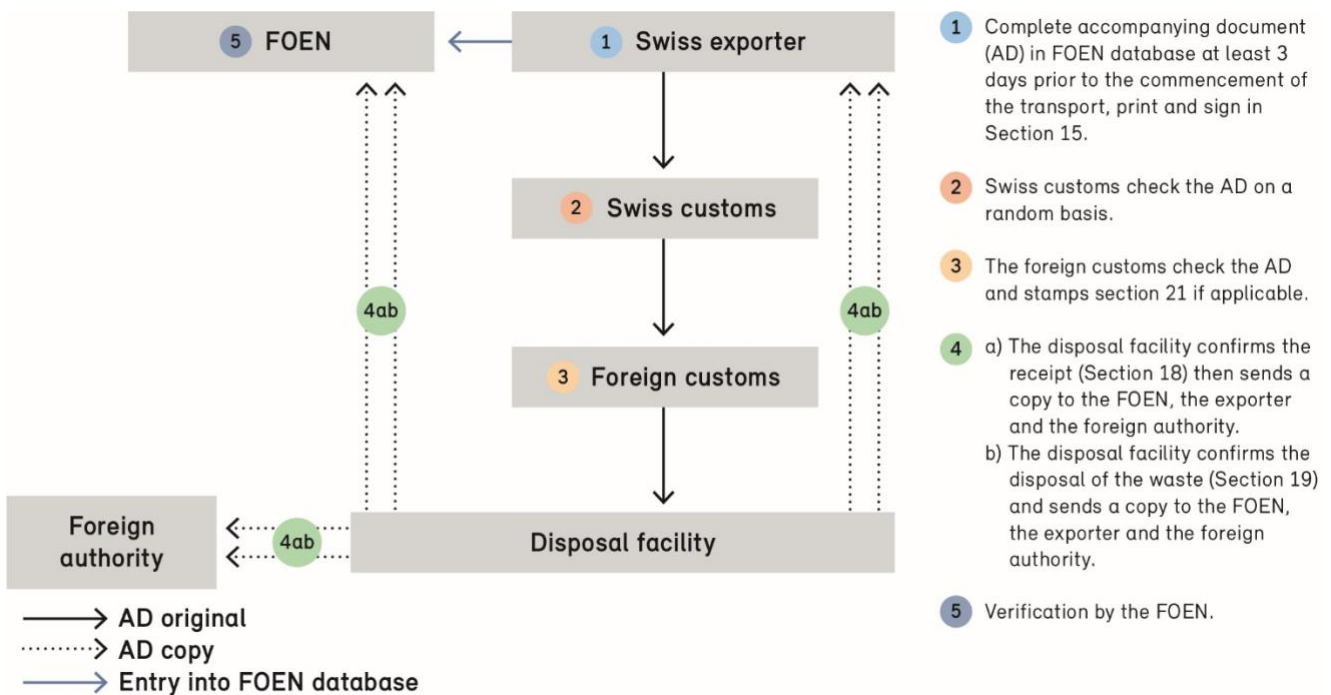 5 FOEN
1 Swiss exporter
2 Swiss customs
4ab
4ab
3 Foreign customs
Foreign
authority
4ab
Disposal facility
AD original
AD copy
Entry into FOEN database
1 Complete accompanying document
(AD) in FOEN database at least 3
days prior to the commencement of
the transport, print and sign in
Section 15.
2 Swiss customs check the AD on a
random basis.
3 The foreign customs check the AD
and stamps section 21 if applicable.
4 a) The disposal facility confirms the
receipt (Section 18) then sends a
copy to the FOEN, the exporter
and the foreign authority.
b) The disposal facility confirms the
disposal of the waste (Section 19)
and sends a copy to the FOEN,
the exporter and the foreign
authority.
5 Verification by the FOEN.